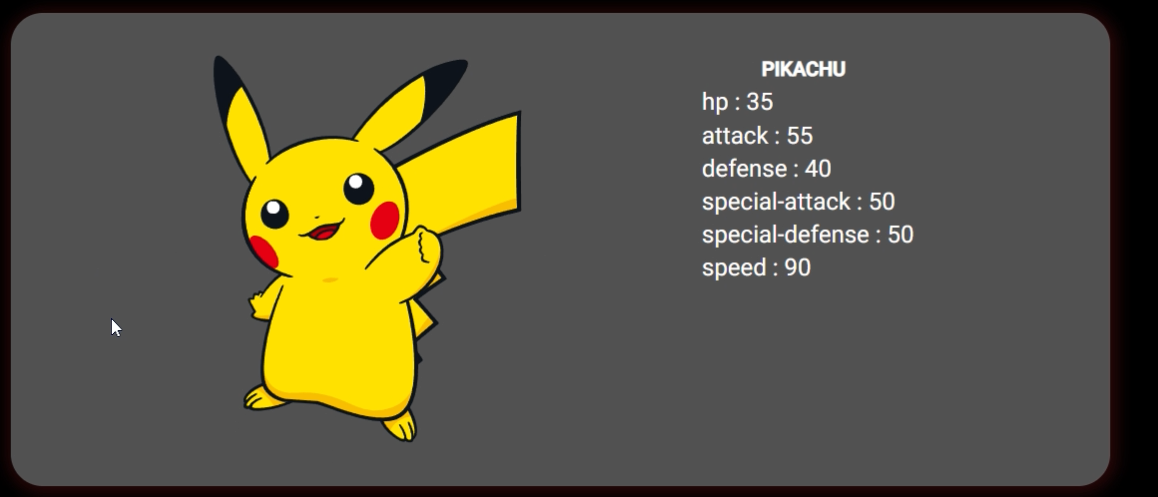 PIKACHU
hp : 35
attack : 55
defense : 40
special-attack : 50
special-defense : 50
speed : 90